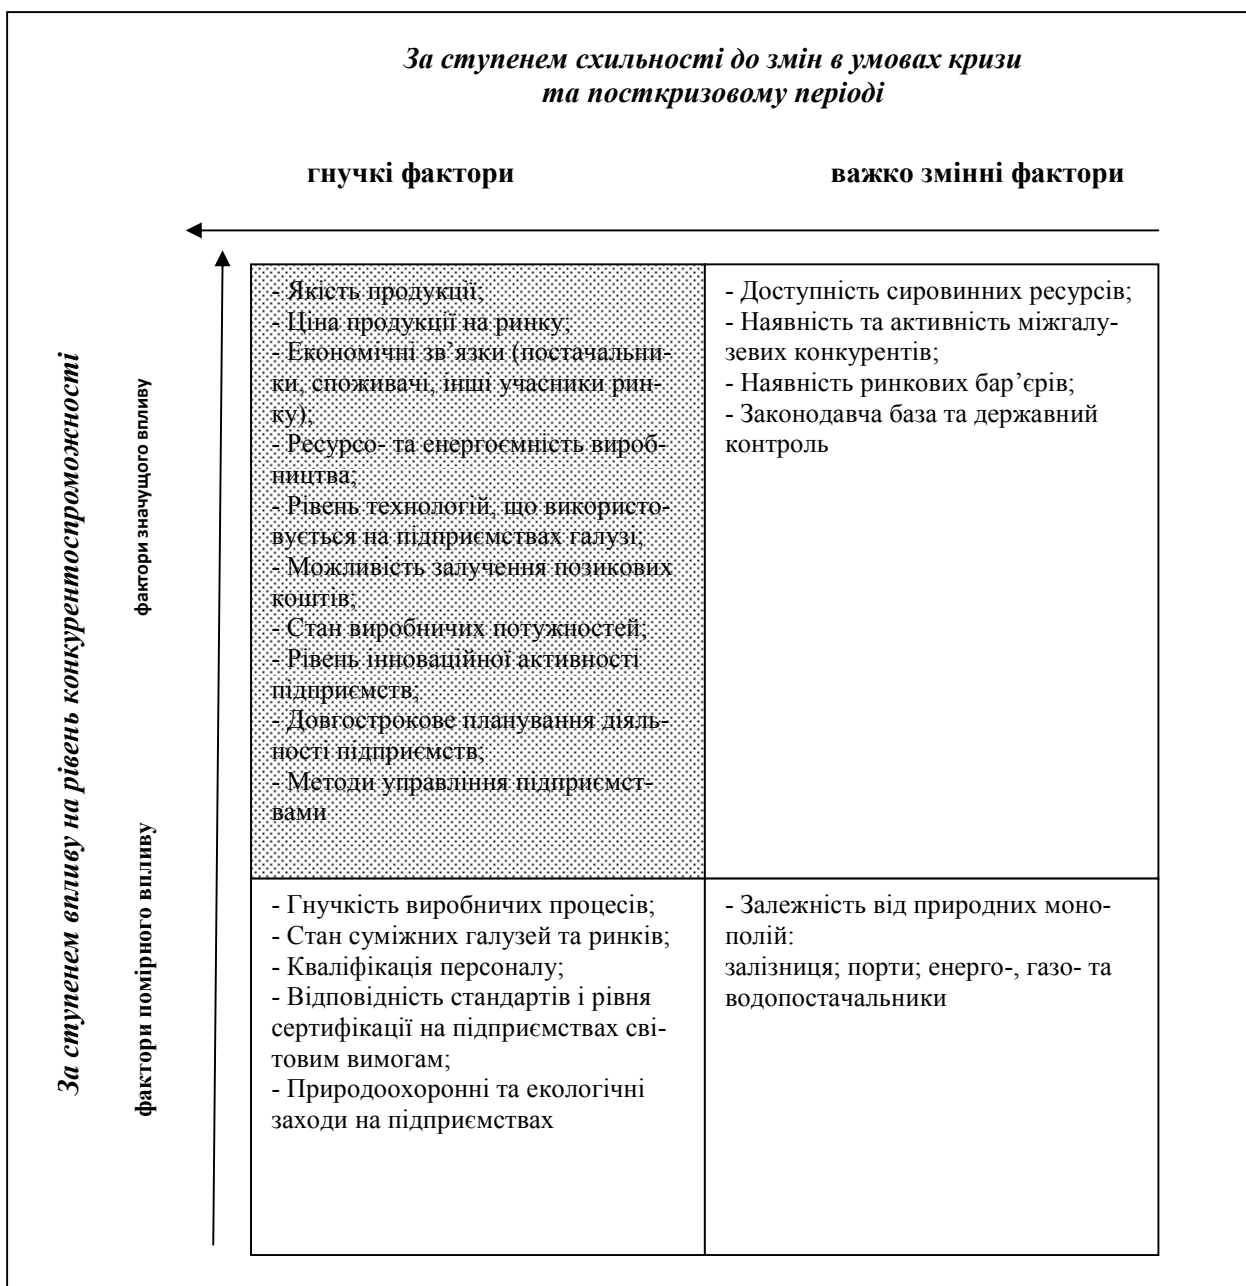 За ступенем схильності до змін в умовах кризи
та посткризовому періоді
гнучкі фактори
важко змінні фактори
За ступенем впливу на рівень конкурентоспроможності
фактори значущого впливу
- Якість продукції;
- Ціна продукції на ринку;
- Економічні зв’язки (постачальни-
ки, споживачі, інші учасники рин-
ку);
- Ресурсо- та енергоємність вироб-
ництва;
- Рівень технологій, що використо-
вується на підприємствах галузі;
- Можливість залучення позикових
коштів;
- Стан виробничих потужностей;
- Рівень інноваційної активності
підприємств;
- Довгострокове планування діяль-
ності підприємств;
- Методи управління підприємст-
вами
- Доступність сировинних ресурсів;
- Наявність та активність міжгалу-
зевих конкурентів;
- Наявність ринкових бар’єрів;
- Законодавча база та державний
контроль
фактори помірного впливу
- Гнучкість виробничих процесів;
- Стан суміжних галузей та ринків;
- Кваліфікація персоналу;
- Відповідність стандартів і рівня
сертифікації на підприємствах сві-
товим вимогам;
- Природоохоронні та екологічні
заходи на підприємствах
- Залежність від природних моно-
полій:
залізниця; порти; енерго-, газо- та
водопостачальники